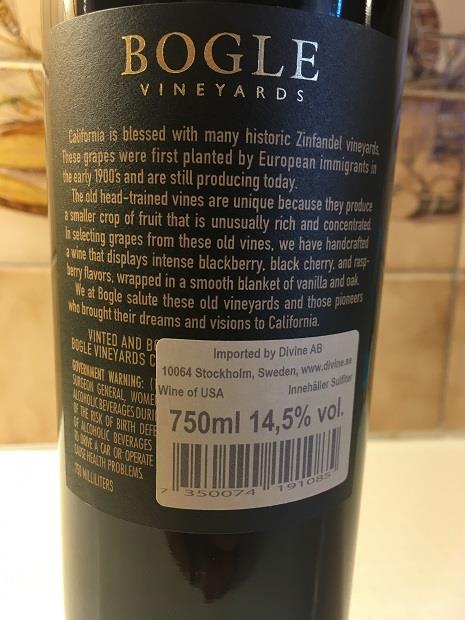 BOGLE
VINEYARDS
California is blessed with many historic Zinfandel vineyards.
These grapes were first planted by European immigrants in
the early 1900's and are still producing today.
The old head-trained vines are unique because they produce
a smaller crop of fruit that is unusually rich and concentrated.
In selecting grapes from these old vines, we have handcrafted
a wine that displays intense blackberry, black cherry, and rasp-
berry flavors, wrapped in a smooth blanket of vanilla and oak.
We at Bogle salute these old vineyards and those pioneers
who brought their dreams and visions to California.
VINTED AND BO
BOGLE VINEYARDS C
GOVERNMENT WARNING: (
SURGEON GENERAL, WOME
ALCOHOLIC BEVERAGES DURI
OF THE RISK OF BIRTH DEFE
OF ALCOHOLIC BEVERAGES
TO DRIVE A CAR OR OPERATE
CAUSE HEALTH PROBLEMS.
750 MILLILITERS
Imported by Divine AB
10064 Stockholm, Sweden, www.divine.se
Wine of USA Innehåller Sulfiter
750ml 14,5% vol.
7 350074 191085